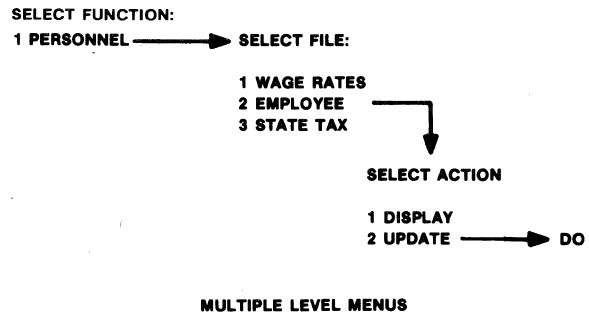 SELECT FUNCTION:
1 PERSONNEL SELECT FILE:
1 WAGE RATES
2 EMPLOYEE
3 STATE TAX
SELECT ACTION
1 DISPLAY
2 UPDATE DO
MULTIPLE LEVEL MENUS